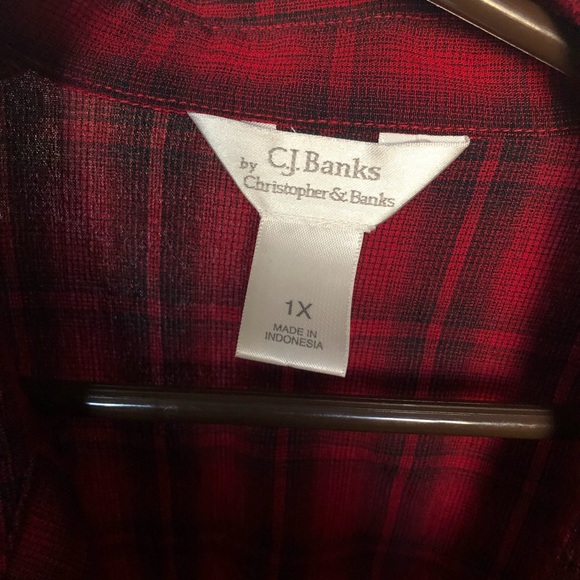 C.J. Banks
by Christopher & Banks
1X
MADE IN
INDONESIA